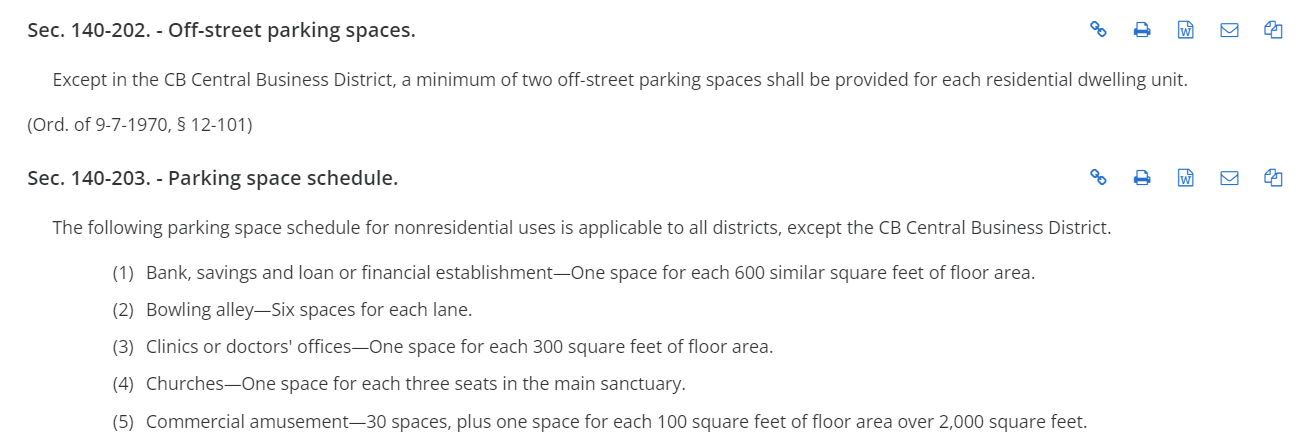 Sec. 140-202. - Off-street parking spaces.
Except in the CB Central Business District, a minimum of two off-street parking spaces shall be provided for each residential dwelling unit.
(Ord. of 9-7-1970, § 12-101)
Sec. 140-203. - Parking space schedule.
The following parking space schedule for nonresidential uses is applicable to all districts, except the CB Central Business District.
(1) Bank, savings and loan or financial establishment—One space for each 600 similar square feet of floor area.
(2) Bowling alley—Six spaces for each lane.
(3) Clinics or doctors' offices—One space for each 300 square feet of floor area.
(4) Churches—One space for each three seats in the main sanctuary.
(5) Commercial amusement—30 spaces, plus one space for each 100 square feet of floor area over 2,000 square feet.